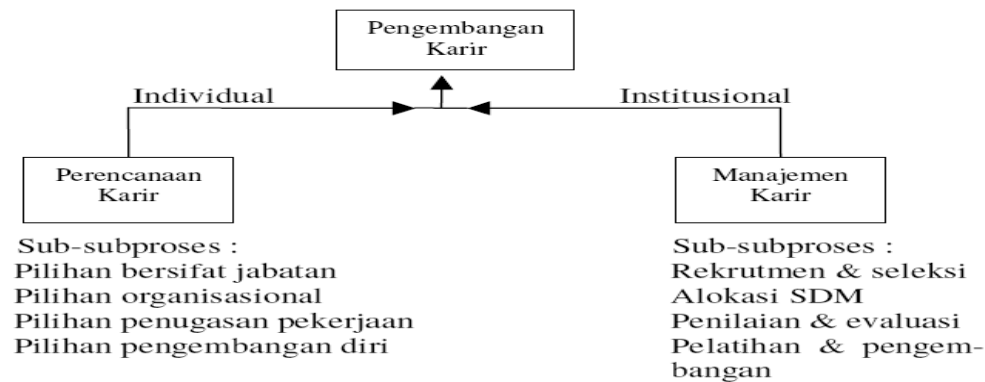 Pengembangan
Karir
Individual
Institusional
Perencanaan
Karir
Manajemen
Karir
Sub-subproses :
Pilihan bersifat jabatan
Pilihan organisasional
Pilihan penugasan pekerjaan
Pilihan pengembangan diri
Sub-subproses :
Rekrutmen & seleksi
Alokasi SDM
Penilaian & evaluasi
Pelatihan & pengem-
bangan